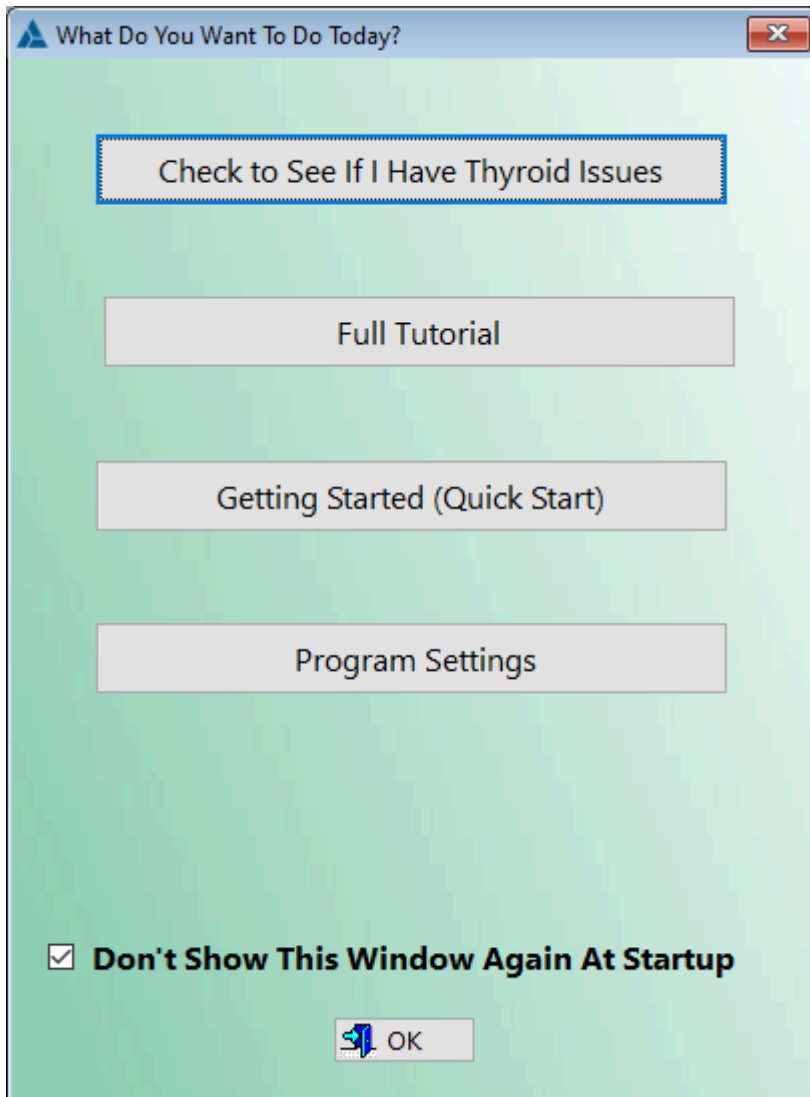 What Do You Want To Do Today?
Check to See If I Have Thyroid Issues
Full Tutorial
Getting Started (Quick Start)
Program Settings
Don't Show This Window Again At Startup
OK